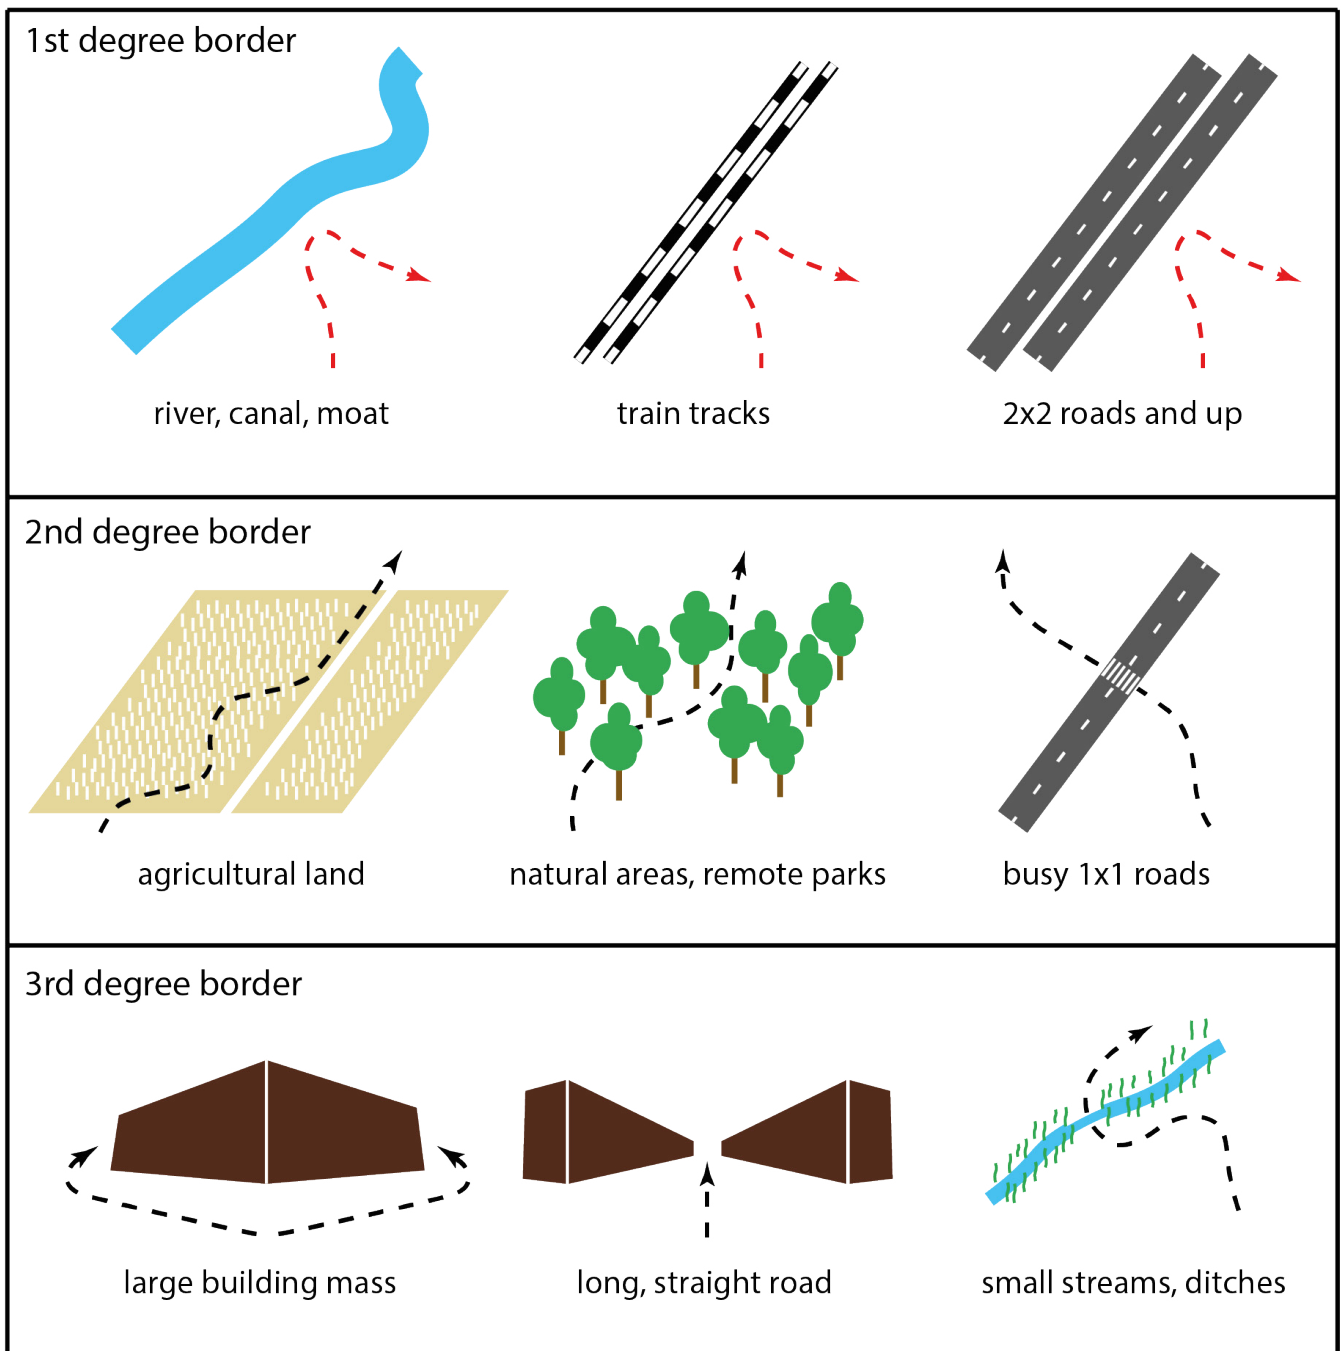 1st degree border
river, canal, moat
train tracks
2x2 roads and up
2nd degree border
agricultural land
natural areas, remote parks
busy 1x1 roads
3rd degree border
large building mass
long, straight road
small streams, ditches